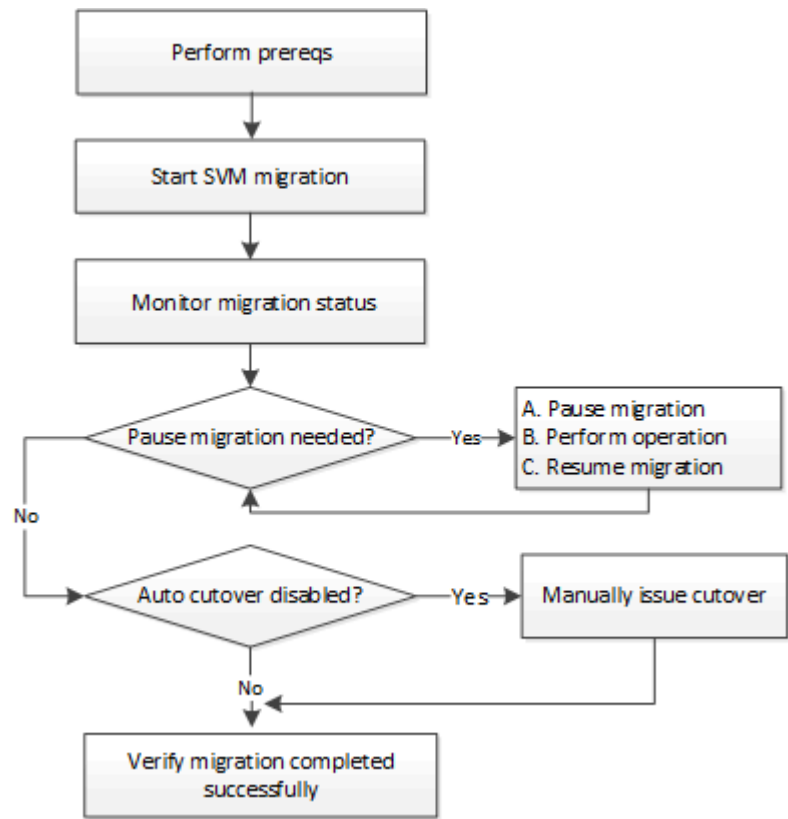 Perform prereqs
Start SVM migration
Monitor migration status
Pause migration needed?
Yes
A. Pause migration
B. Perform operation
C. Resume migration
No
Auto cutover disabled?
Yes
Manually issue cutover
No
Verify migration completed
successfully